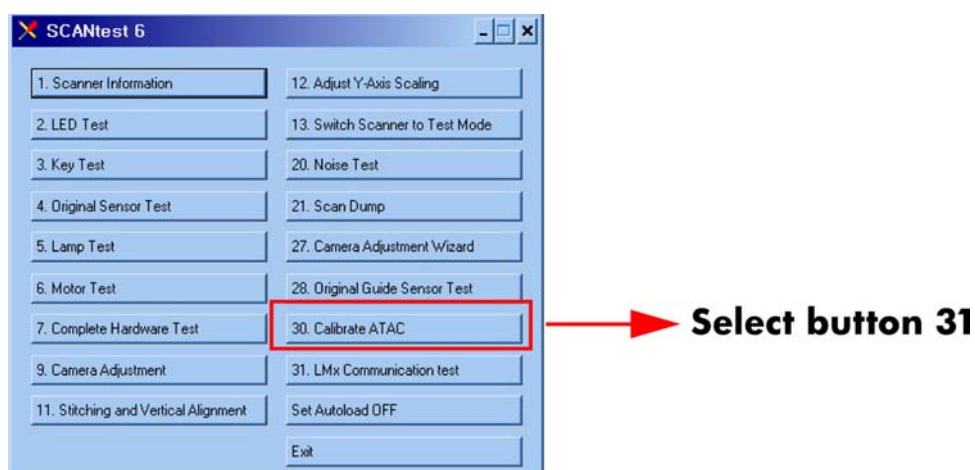 SCANtest 6
1. Scanner Information
2. LED Test
3. Key Test
4. Original Sensor Test
5. Lamp Test
6. Motor Test
7. Complete Hardware Test
9. Camera Adjustment
11. Stitching and Vertical Alignment
12. Adjust Y-Axis Scaling
13. Switch Scanner to Test Mode
20. Noise Test
21. Scan Dump
27. Camera Adjustment Wizard
28. Original Guide Sensor Test
30. Calibrate ATAC
31. LMx Communication test
Set Autoload OFF
Exit
Select button 31